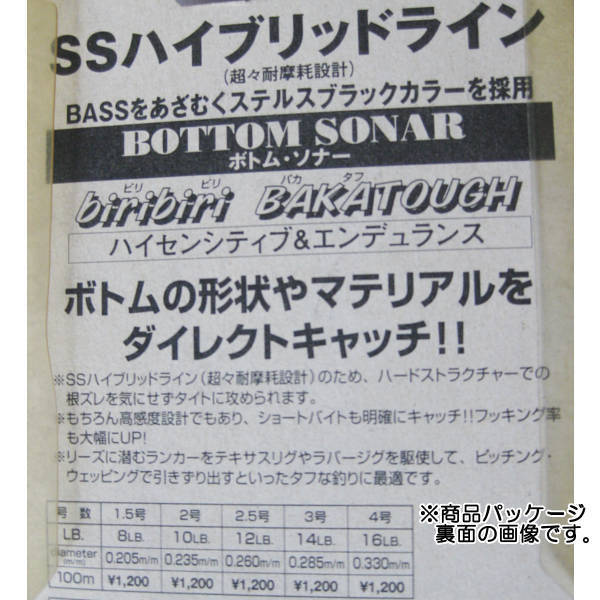 SSハイブリッドライン
(超々耐摩耗設計)
BASSをあざむくステルスブラックカラーを採用
BOTTOM SONAR
ボトム・ソナー
ビリ ビリ バカ タフ
biribiri BAKATOUGH
ハイセンシティブ&エンデュランス
ボトムの形状やマテリアルを
ダイレクトキャッチ!!
※SSハイブリッドライン(超々耐摩耗設計)のため、ハードストラクチャーでの
根ズレを気にせずタイトに攻められます。
※もちろん高感度設計でもあり、ショートバイトも明確にキャッチ!!フッキング率
も大幅にUP!
※リーズに潜むランカーをテキサスリグやラバージグを駆使して、ピッチング・
ウェッピングで引きずり出すといったタフな釣りに最適です。
号数 1.5号 2号 2.5号 3号 4号
LB. 8LB. 10LB. 12LB. 14LB. 16LB.
diameter (m/m) 0.205m/m 0.235m/m 0.260m/m 0.285m/m 0.330m/m
100m ¥1,200 ¥1,200 ¥1,200 ¥1,200 ¥1,200
※商品パッケージ
裏面の画像です。